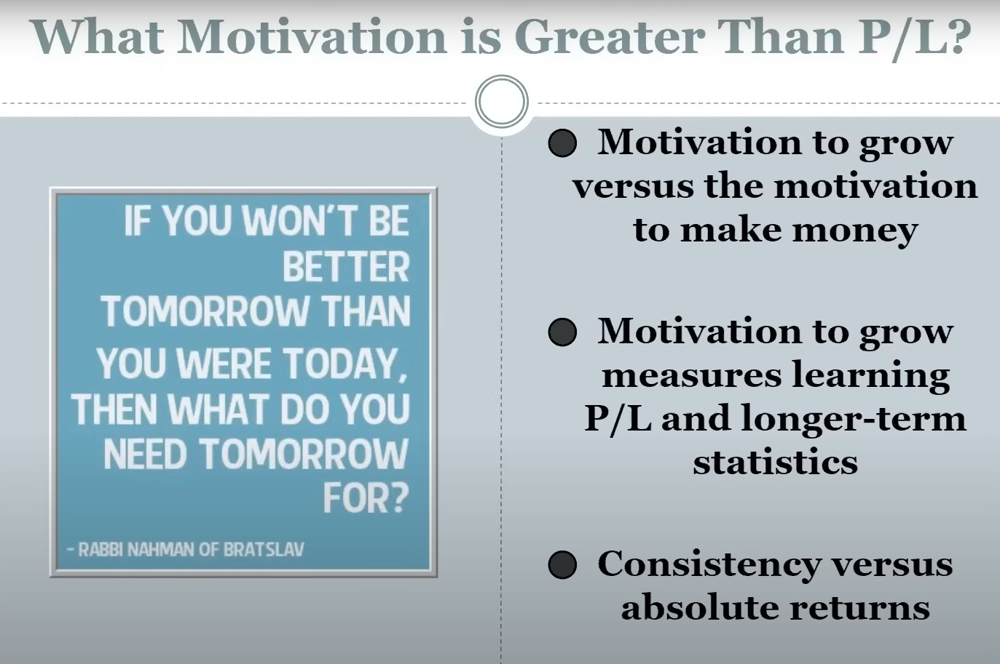 What Motivation is Greater Than P/L?
IF YOU WON'T BE
BETTER
TOMORROW THAN
YOU WERE TODAY,
THEN WHAT DO YOU
NEED TOMORROW
FOR?
- RABBI NAHMAN OF BRATSLAV
Motivation to grow
versus the motivation
to make money
Motivation to grow
measures learning
P/L and longer-term
statistics
Consistency versus
absolute returns